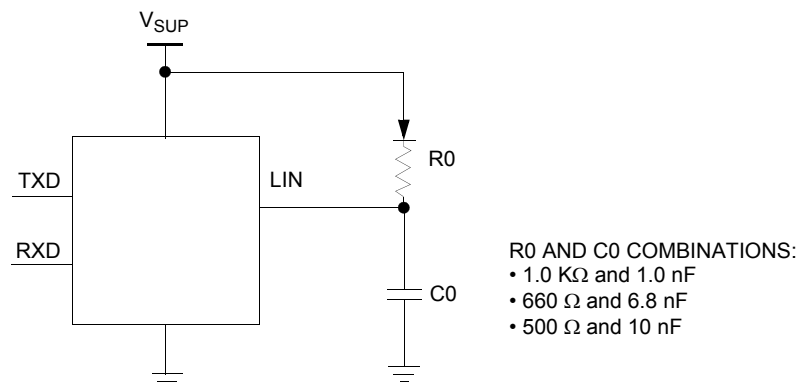 V_SUP
TXD
LIN
R0
RXD
C0
R0 AND C0 COMBINATIONS:
• 1.0 KΩ and 1.0 nF
• 660 Ω and 6.8 nF
• 500 Ω and 10 nF